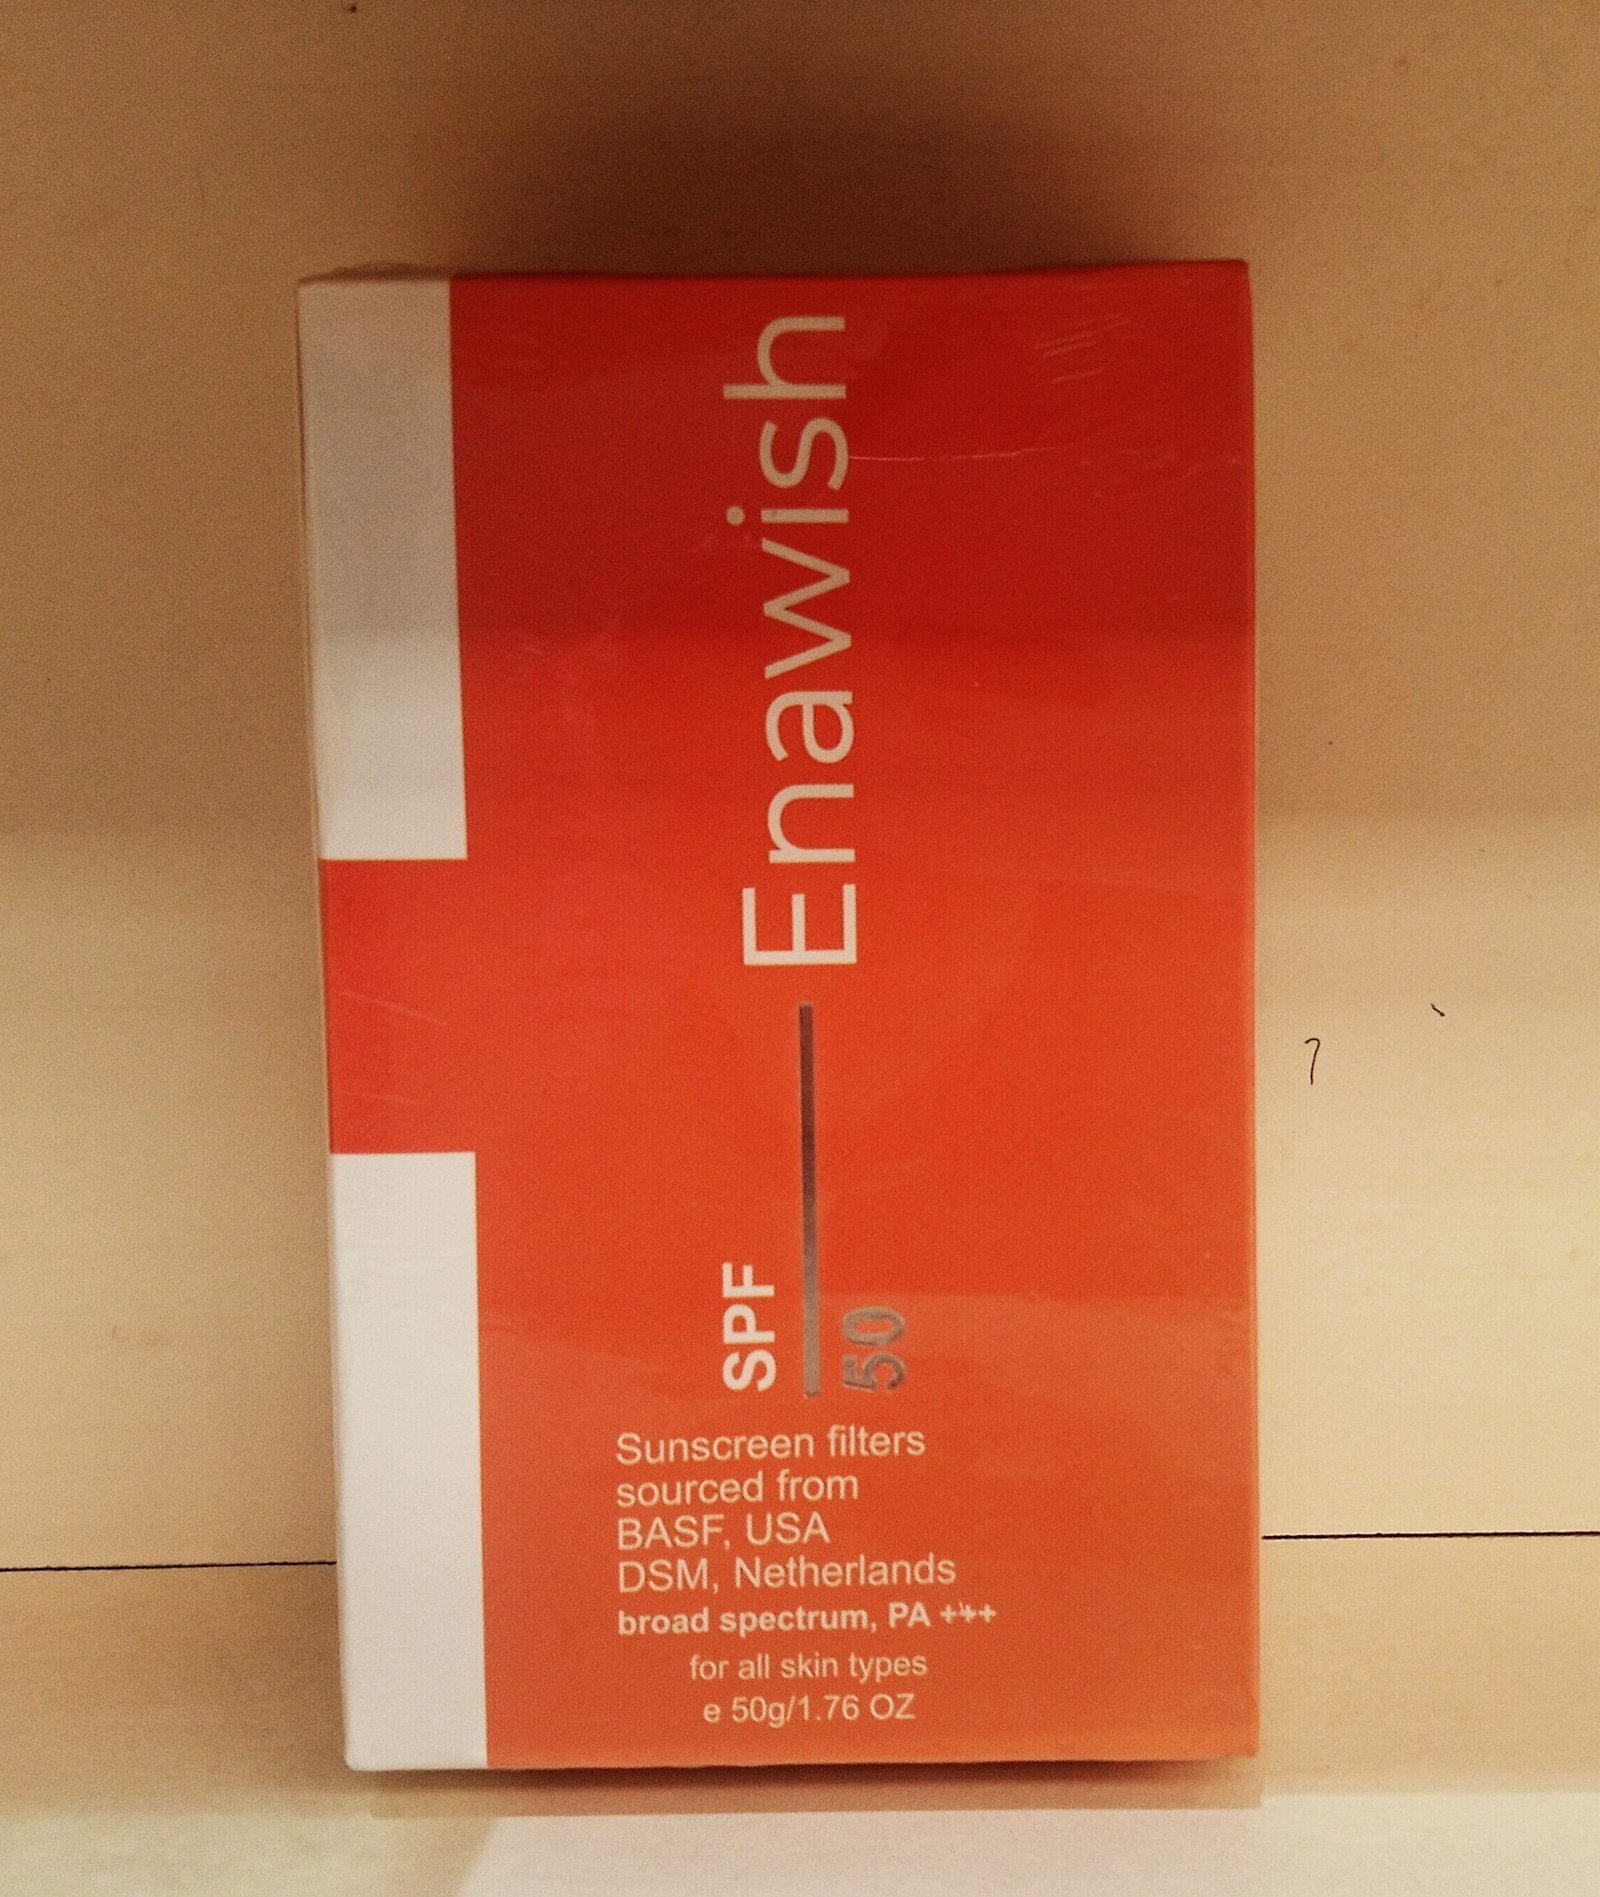 Enawish
SPF
50
Sunscreen filters
sourced from
BASF, USA
DSM, Netherlands
broad spectrum, PA +++
for all skin types
e 50g/1.76 OZ